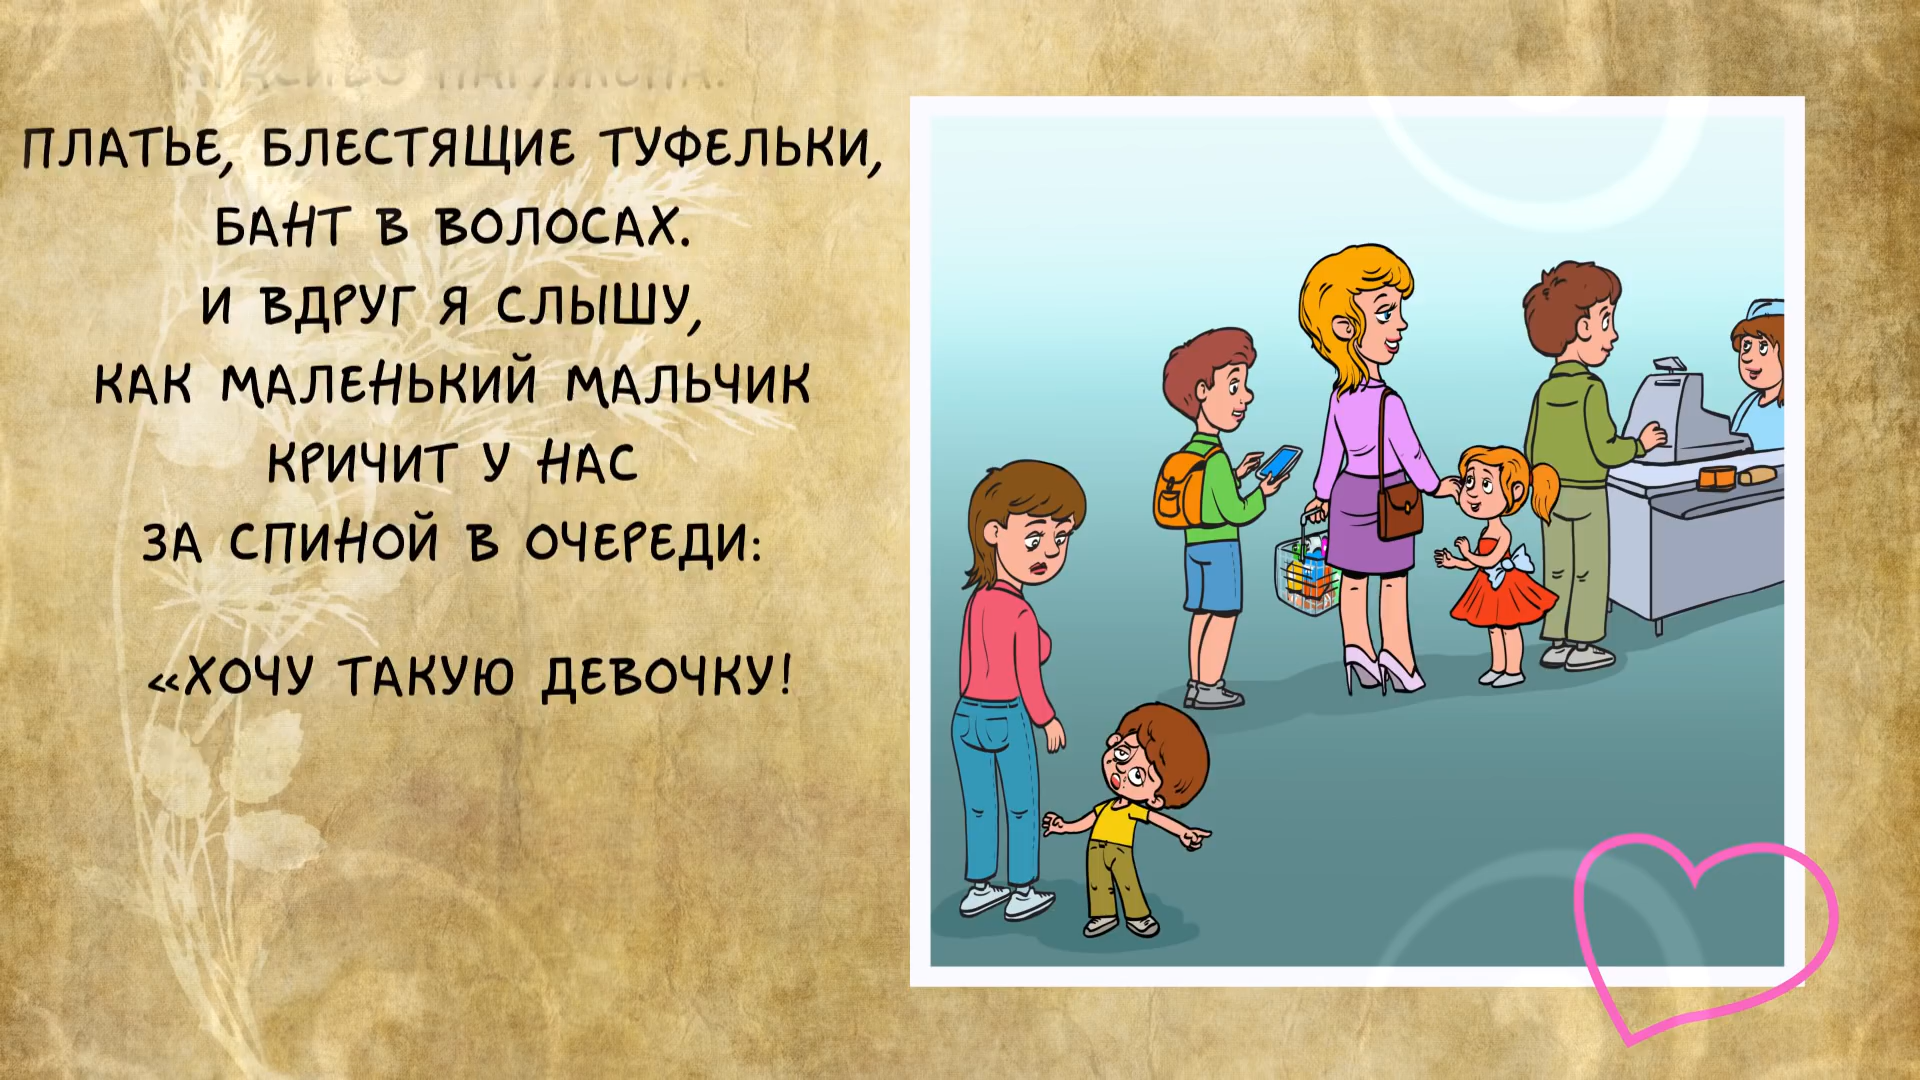 ПЛАТЬЕ, БЛЕСТЯЩИЕ ТУФЕЛЬКИ,
БАНТ В ВОЛОСАХ.
И ВДРУГ Я СЛЫШУ,
КАК МАЛЕНЬКИЙ МАЛЬЧИК
КРИЧИТ У НАС
ЗА СПИНОЙ В ОЧЕРЕДИ:
«ХОЧУ ТАКУЮ ДЕВОЧКУ!